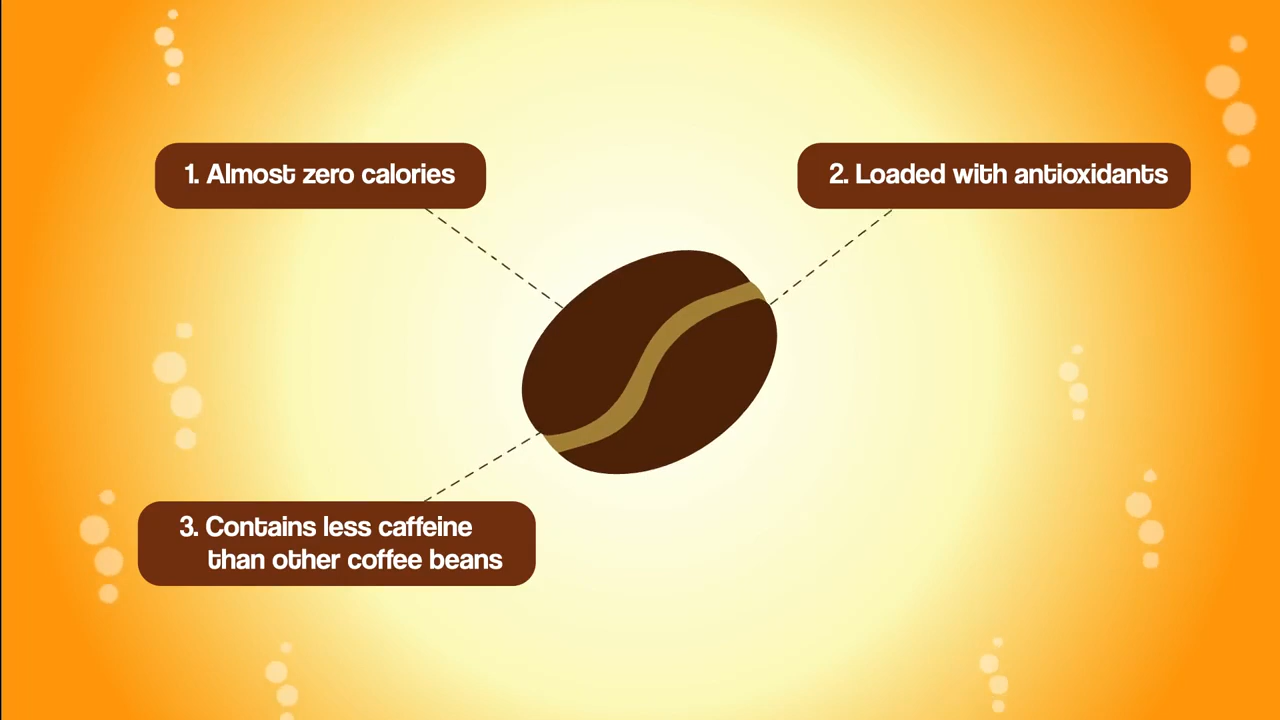 1. Almost zero calories
2. Loaded with antioxidants
3. Contains less caffeine
than other coffee beans